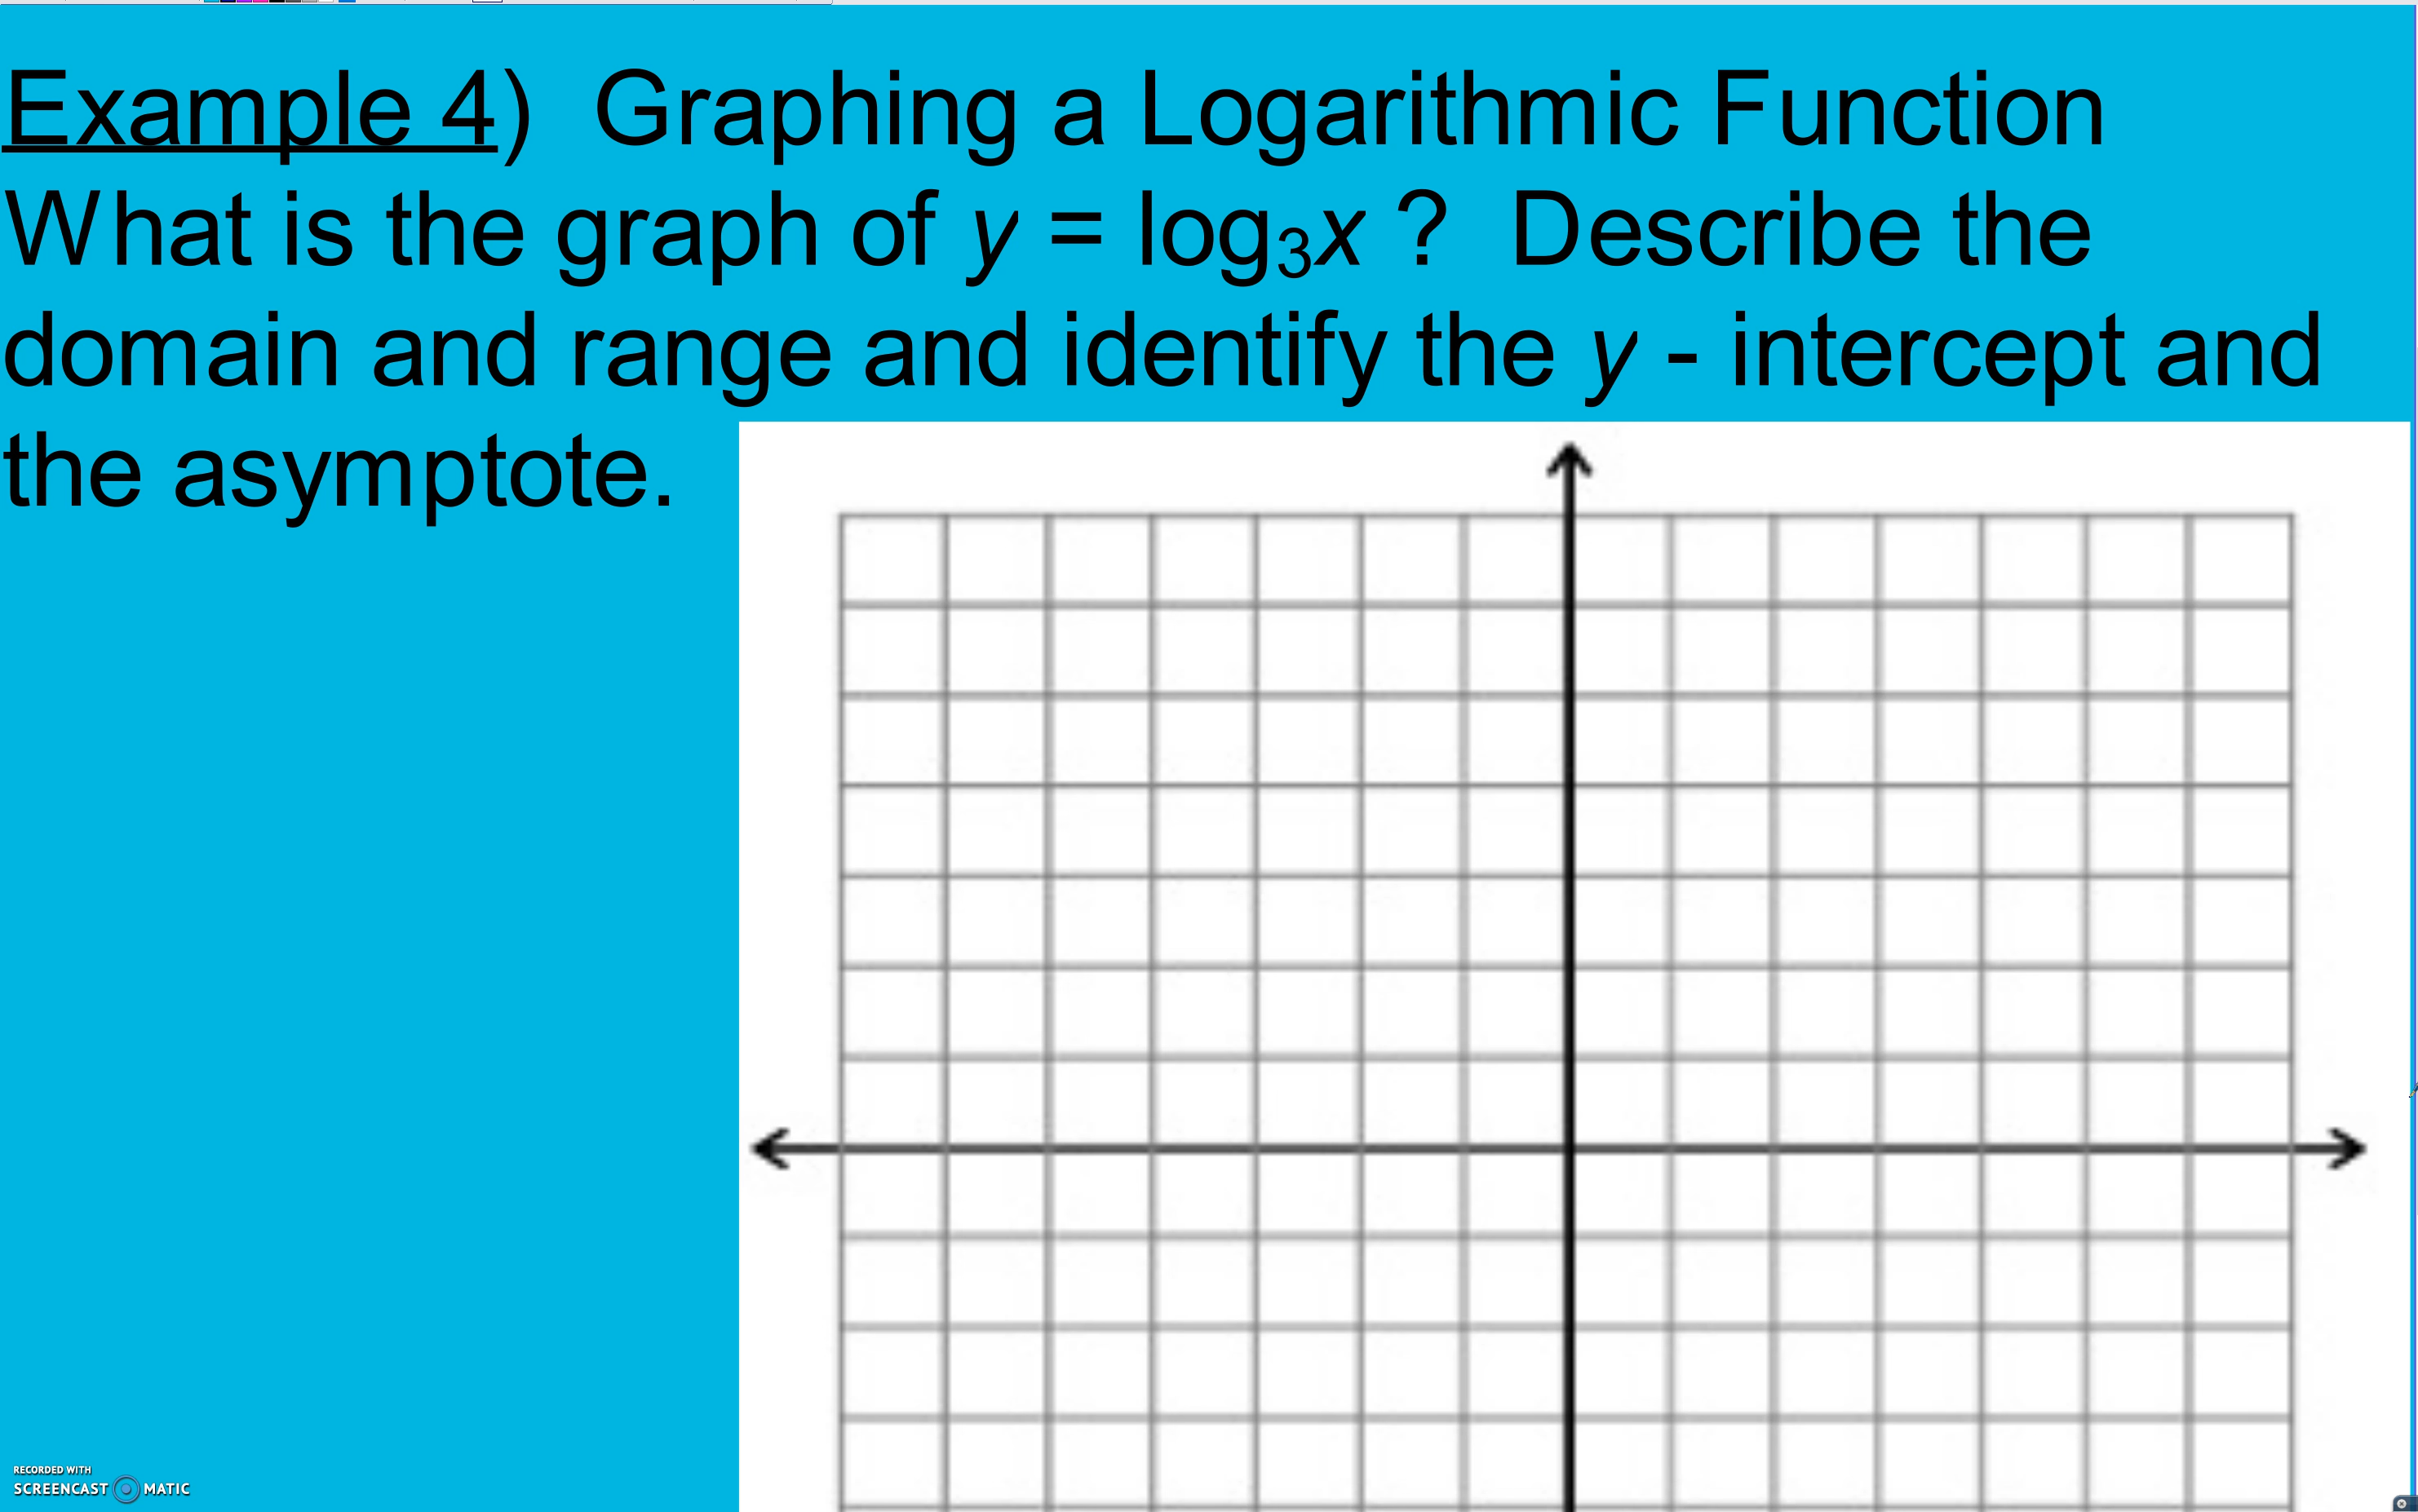 Example 4) Graphing a Logarithmic Function
What is the graph of y = log₃x ? Describe the
domain and range and identify the y - intercept and
the asymptote.
RECORDED WITH
SCREENCAST MATIC